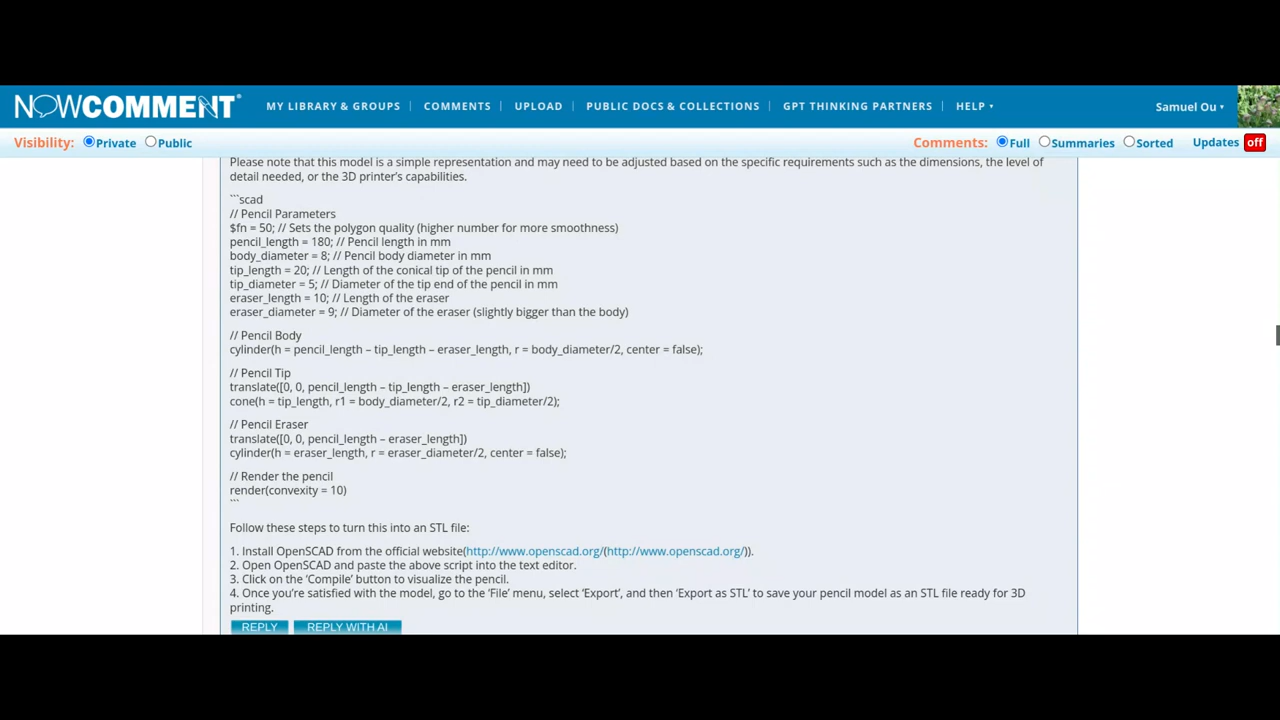 NOWCOMMENT®
MY LIBRARY & GROUPS | COMMENTS | UPLOAD | PUBLIC DOCS & COLLECTIONS | GPT THINKING PARTNERS | HELP ▾
Samuel Ou ▾
Visibility: Private Public
Comments: Full Summaries Sorted Updates off
Please note that this model is a simple representation and may need to be adjusted based on the specific requirements such as the dimensions, the level of
detail needed, or the 3D printer's capabilities.
```scad
// Pencil Parameters
$fn = 50; // Sets the polygon quality (higher number for more smoothness)
pencil_length = 180; // Pencil length in mm
body_diameter = 8; // Pencil body diameter in mm
tip_length = 20; // Length of the conical tip of the pencil in mm
tip_diameter = 5; // Diameter of the tip end of the pencil in mm
eraser_length = 10; // Length of the eraser
eraser_diameter = 9; // Diameter of the eraser (slightly bigger than the body)
// Pencil Body
cylinder(h = pencil_length – tip_length – eraser_length, r = body_diameter/2, center = false);
// Pencil Tip
translate([0, 0, pencil_length – tip_length – eraser_length])
cone(h = tip_length, r1 = body_diameter/2, r2 = tip_diameter/2);
// Pencil Eraser
translate([0, 0, pencil_length – eraser_length])
cylinder(h = eraser_length, r = eraser_diameter/2, center = false);
// Render the pencil
render(convexity = 10)
```
Follow these steps to turn this into an STL file:
1. Install OpenSCAD from the official website(http://www.openscad.org/(http://www.openscad.org/)).
2. Open OpenSCAD and paste the above script into the text editor.
3. Click on the ‘Compile’ button to visualize the pencil.
4. Once you’re satisfied with the model, go to the ‘File’ menu, select ‘Export’, and then ‘Export as STL’ to save your pencil model as an STL file ready for 3D
printing.
REPLY REPLY WITH AI